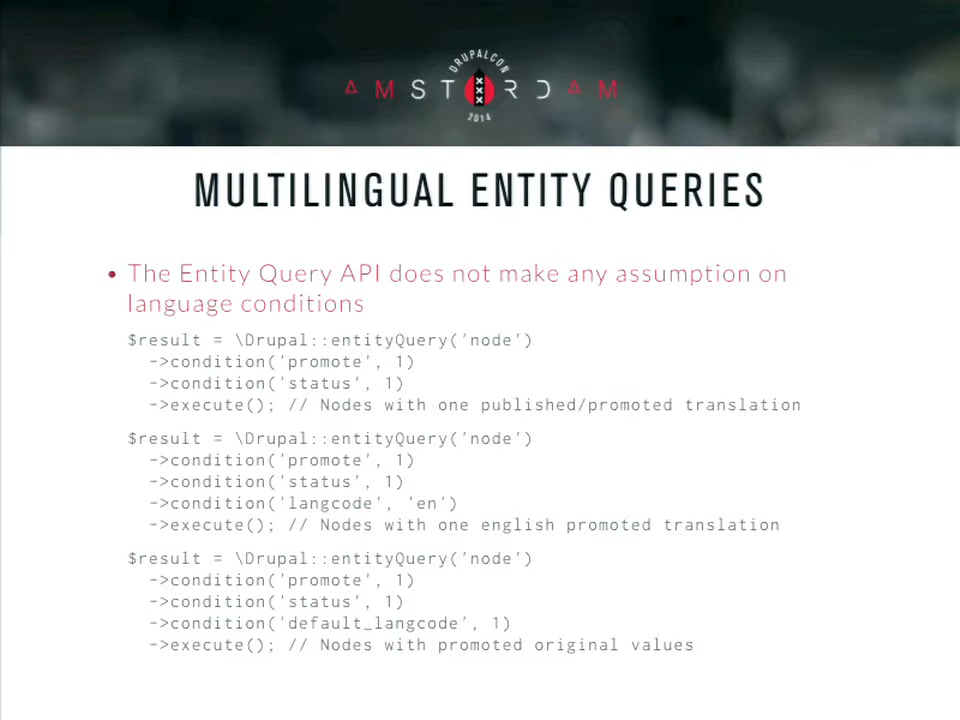 DRUPALCON
AMSTERDAM
2014
MULTILINGUAL ENTITY QUERIES
• The Entity Query API does not make any assumption on
language conditions
$result = \Drupal::entityQuery('node')
->condition('promote', 1)
->condition('status', 1)
->execute(); // Nodes with one published/promoted translation
$result = \Drupal::entityQuery('node')
->condition('promote', 1)
->condition('status', 1)
->condition('langcode', 'en')
->execute(); // Nodes with one english promoted translation
$result = \Drupal::entityQuery('node')
->condition('promote', 1)
->condition('status', 1)
->condition('default_langcode', 1)
->execute(); // Nodes with promoted original values